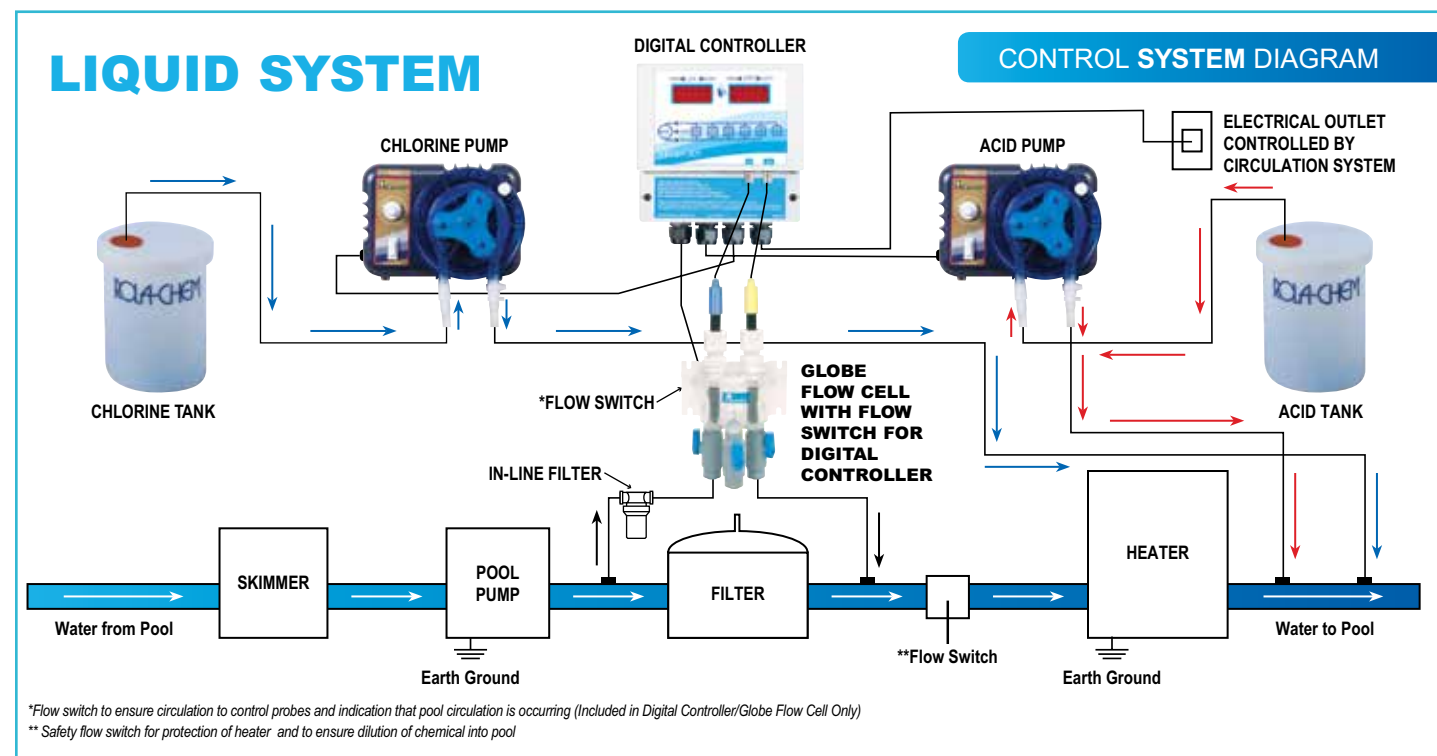 LIQUID SYSTEM
DIGITAL CONTROLLER
CONTROL SYSTEM DIAGRAM
CHLORINE PUMP
ACID PUMP
ELECTRICAL OUTLET
CONTROLLED BY
CIRCULATION SYSTEM
ROLA-CHEM
ROLA-CHEM
CHLORINE TANK
*FLOW SWITCH
GLOBE
FLOW CELL
WITH FLOW
SWITCH FOR
DIGITAL
CONTROLLER
ACID TANK
IN-LINE FILTER
SKIMMER
POOL
PUMP
FILTER
HEATER
Water from Pool
Earth Ground
**Flow Switch
Earth Ground
Water to Pool
*Flow switch to ensure circulation to control probes and indication that pool circulation is occurring (Included in Digital Controller/Globe Flow Cell Only)
** Safety flow switch for protection of heater and to ensure dilution of chemical into pool